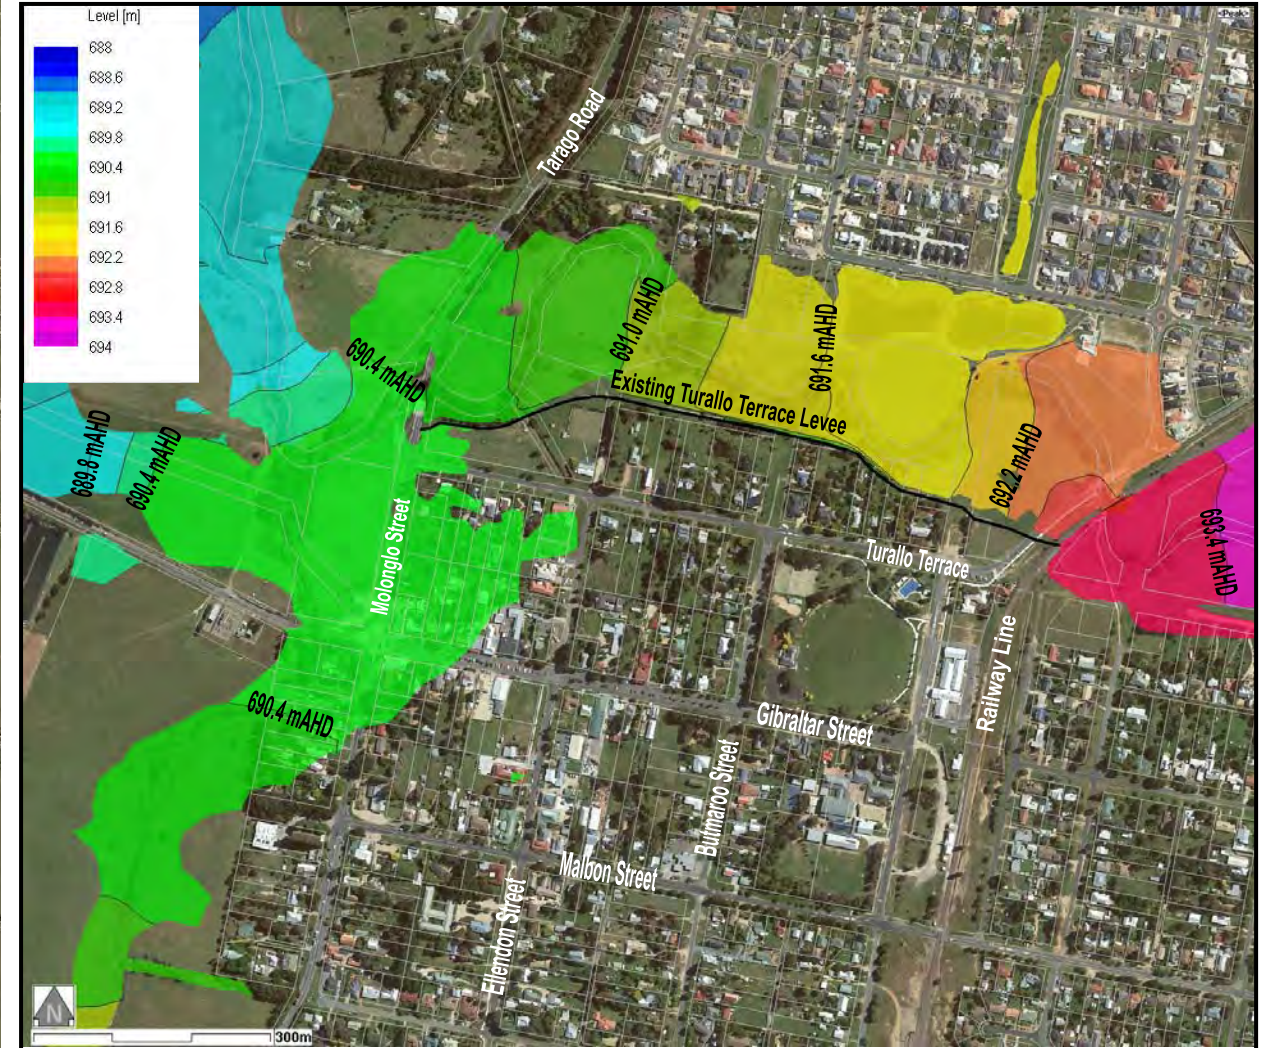 Level [m]
688
688.6
689.2
689.8
690.4
691
691.6
692.2
692.8
693.4
694
Peak
Tarago Road
690.4 mAHD
691.0 mAHD
691.6 mAHD
Existing Turallo Terrace Levee
689.8 mAHD
690.4 mAHD
692.2 mAHD
693.4 mAHD
Molonglo Street
Turallo Terrace
Railway Line
690.4 mAHD
Gibraltar Street
Butmaroo Street
Malbon Street
Ellendon Street
N
300m